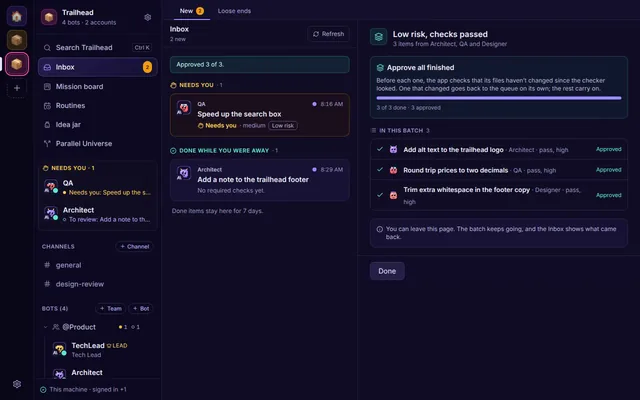 Trailhead
4 bots · 2 accounts
Search Trailhead
Ctrl K
Inbox
2
Mission board
Routines
Idea jar
Parallel Universe
NEEDS YOU · 1
QA
Needs you: Speed up the s...
Architect
To review: Add a note to th...
CHANNELS
+ Channel
# general
# design-review
BOTS (4)
+ Team
+ Bot
@Product
1
1
TechLead
LEAD
Tech Lead
Architect
This machine · signed in +1
New
2
Loose ends
Inbox
2 new
Refresh
Approved 3 of 3.
NEEDS YOU · 1
QA
8:16 AM
Speed up the search box
Needs you · medium
Low risk
DONE WHILE YOU WERE AWAY · 1
Architect
8:29 AM
Add a note to the trailhead footer
No required checks yet.
Done items stay here for 7 days.
Low risk, checks passed
3 items from Architect, QA and Designer
Approve all finished
Before each one, the app checks that its files haven't changed since the checker
looked. One that changed goes back to the queue on its own; the rest carry on.
3 of 3 done · 3 approved
IN THIS BATCH 3
Add alt text to the trailhead logo · Architect · pass, high
Approved
Round trip prices to two decimals · QA · pass, high
Approved
Trim extra whitespace in the footer copy · Designer · pass,
high
Approved
You can leave this page. The batch keeps going, and the Inbox shows what came
back.
Done